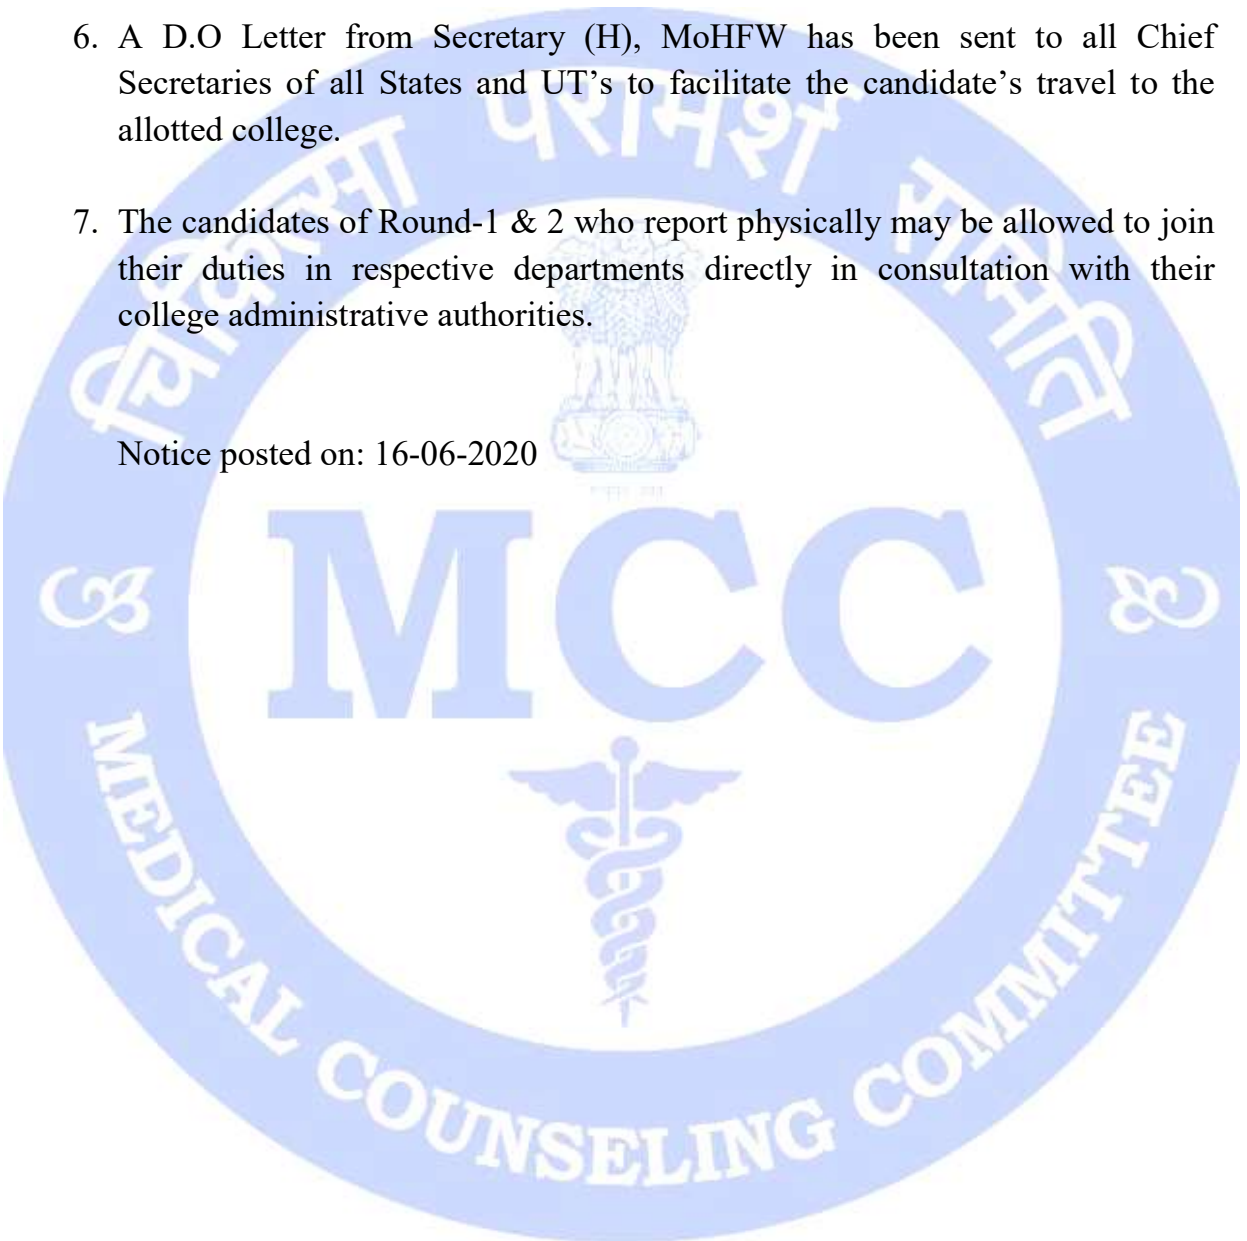 6. A D.O Letter from Secretary (H), MoHFW has been sent to all Chief
Secretaries of all States and UT's to facilitate the candidate's travel to the
allotted college.
7. The candidates of Round-1 & 2 who report physically may be allowed to join
their duties in respective departments directly in consultation with their
college administrative authorities.
Notice posted on: 16-06-2020
चिकित्सा परामर्श समिति
MCC
MEDICAL COUNSELING COMMITTEE